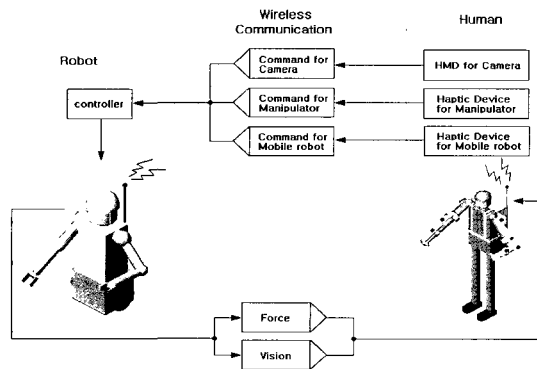 Wireless
Communication
Human
Robot
Command for
Camera
HMD for Camera
controller
Command for
Manipulator
Haptic Device
for Manipulator
Command for
Mobile robot
Haptic Device
for Mobile robot
Force
Vision